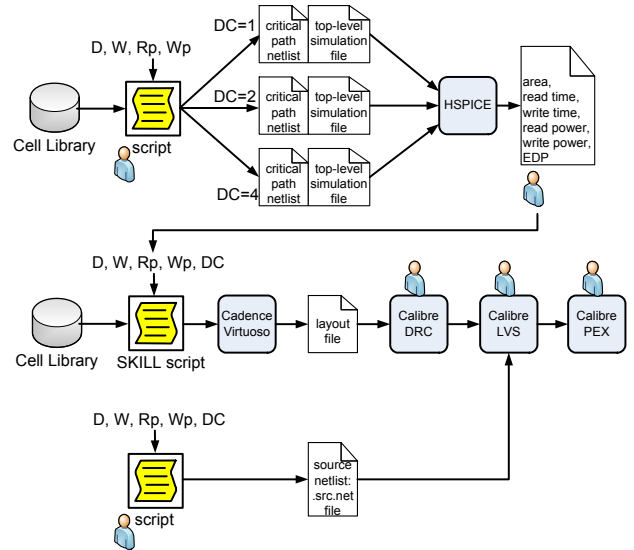 DC=1
critical
path
netlist
top-level
simulation
file
D, W, Rp, Wp
Cell Library
script
DC=2
critical
path
netlist
top-level
simulation
file
DC=4
critical
path
netlist
top-level
simulation
file
HSPICE
area,
read time,
write time,
read power,
write power,
EDP
D, W, Rp, Wp, DC
Cell Library
SKILL script
Cadence
Virtuoso
layout
file
Calibre
DRC
Calibre
LVS
Calibre
PEX
D, W, Rp, Wp, DC
script
source
netlist:
.src.net
file